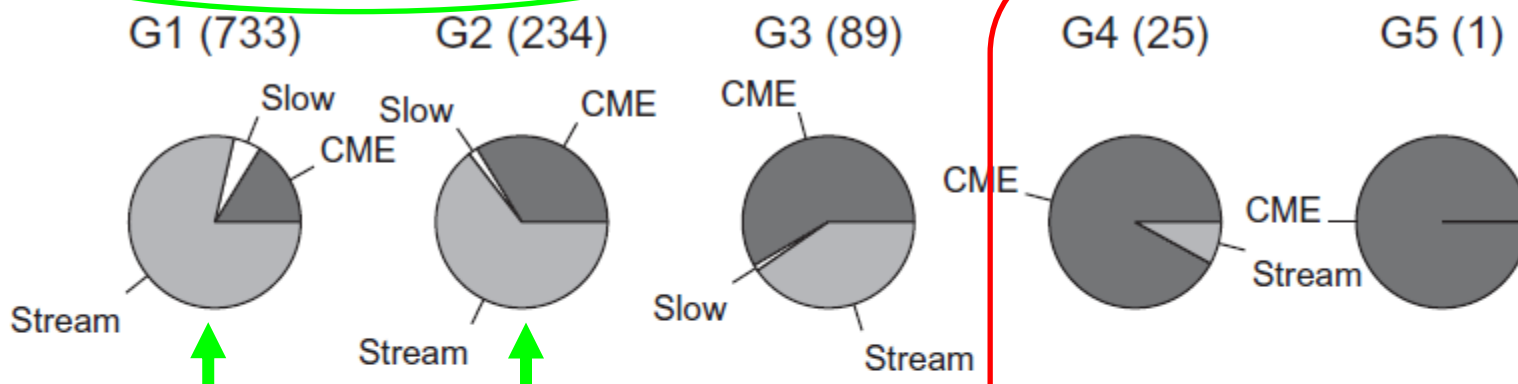 G1 (733)
G2 (234)
G3 (89)
G4 (25)
G5 (1)
Slow
CME
Stream
Slow
CME
Stream
CME
Slow
Stream
CME
Stream
CME